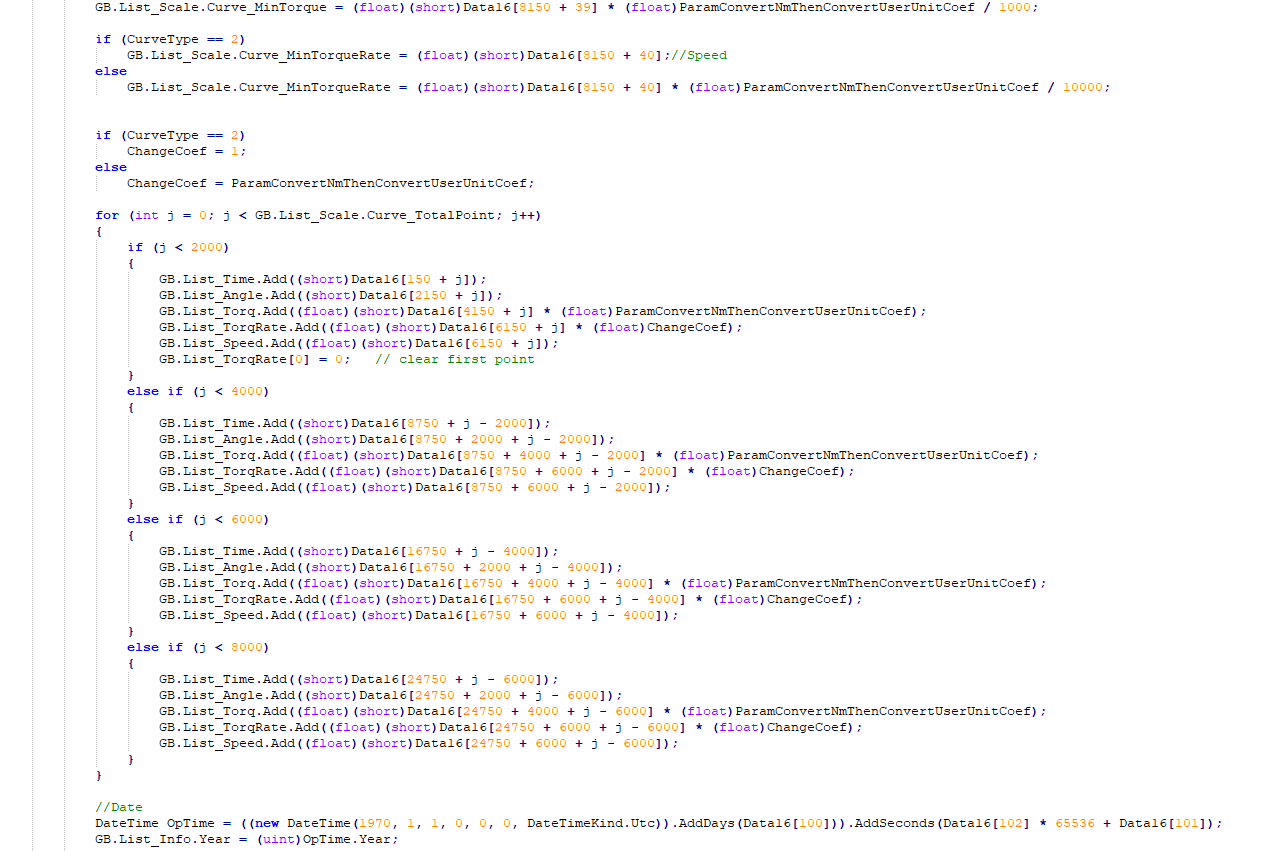 GB.List_Scale.Curve_MinTorque = (float)(short)Data16[8150 + 39] * (float)ParamConvertNmThenConvertUserUnitCoef / 1000;
if (CurveType == 2)
GB.List_Scale.Curve_MinTorqueRate = (float)(short)Data16[8150 + 40];//Speed
else
GB.List_Scale.Curve_MinTorqueRate = (float)(short)Data16[8150 + 40] * (float)ParamConvertNmThenConvertUserUnitCoef / 10000;
if (CurveType == 2)
ChangeCoef = 1;
else
ChangeCoef = ParamConvertNmThenConvertUserUnitCoef;
for (int j = 0; j < GB.List_Scale.Curve_TotalPoint; j++)
{
if (j < 2000)
{
GB.List_Time.Add((short)Data16[150 + j]);
GB.List_Angle.Add((short)Data16[2150 + j]);
GB.List_Torq.Add((float)(short)Data16[4150 + j] * (float)ParamConvertNmThenConvertUserUnitCoef);
GB.List_TorqRate.Add((float)(short)Data16[6150 + j] * (float)ChangeCoef);
GB.List_Speed.Add((float)(short)Data16[6150 + j]);
GB.List_TorqRate[0] = 0;   // clear first point
}
else if (j < 4000)
{
GB.List_Time.Add((short)Data16[8750 + j - 2000]);
GB.List_Angle.Add((short)Data16[8750 + 2000 + j - 2000]);
GB.List_Torq.Add((float)(short)Data16[8750 + 4000 + j - 2000] * (float)ParamConvertNmThenConvertUserUnitCoef);
GB.List_TorqRate.Add((float)(short)Data16[8750 + 6000 + j - 2000] * (float)ChangeCoef);
GB.List_Speed.Add((float)(short)Data16[8750 + 6000 + j - 2000]);
}
else if (j < 6000)
{
GB.List_Time.Add((short)Data16[16750 + j - 4000]);
GB.List_Angle.Add((short)Data16[16750 + 2000 + j - 4000]);
GB.List_Torq.Add((float)(short)Data16[16750 + 4000 + j - 4000] * (float)ParamConvertNmThenConvertUserUnitCoef);
GB.List_TorqRate.Add((float)(short)Data16[16750 + 6000 + j - 4000] * (float)ChangeCoef);
GB.List_Speed.Add((float)(short)Data16[16750 + 6000 + j - 4000]);
}
else if (j < 8000)
{
GB.List_Time.Add((short)Data16[24750 + j - 6000]);
GB.List_Angle.Add((short)Data16[24750 + 2000 + j - 6000]);
GB.List_Torq.Add((float)(short)Data16[24750 + 4000 + j - 6000] * (float)ParamConvertNmThenConvertUserUnitCoef);
GB.List_TorqRate.Add((float)(short)Data16[24750 + 6000 + j - 6000] * (float)ChangeCoef);
GB.List_Speed.Add((float)(short)Data16[24750 + 6000 + j - 6000]);
}
}
//Date
DateTime OpTime = ((new DateTime(1970, 1, 1, 0, 0, 0, DateTimeKind.Utc)).AddDays(Data16[100])).AddSeconds(Data16[102] * 65536 + Data16[101]);
GB.List_Info.Year = (uint)OpTime.Year;